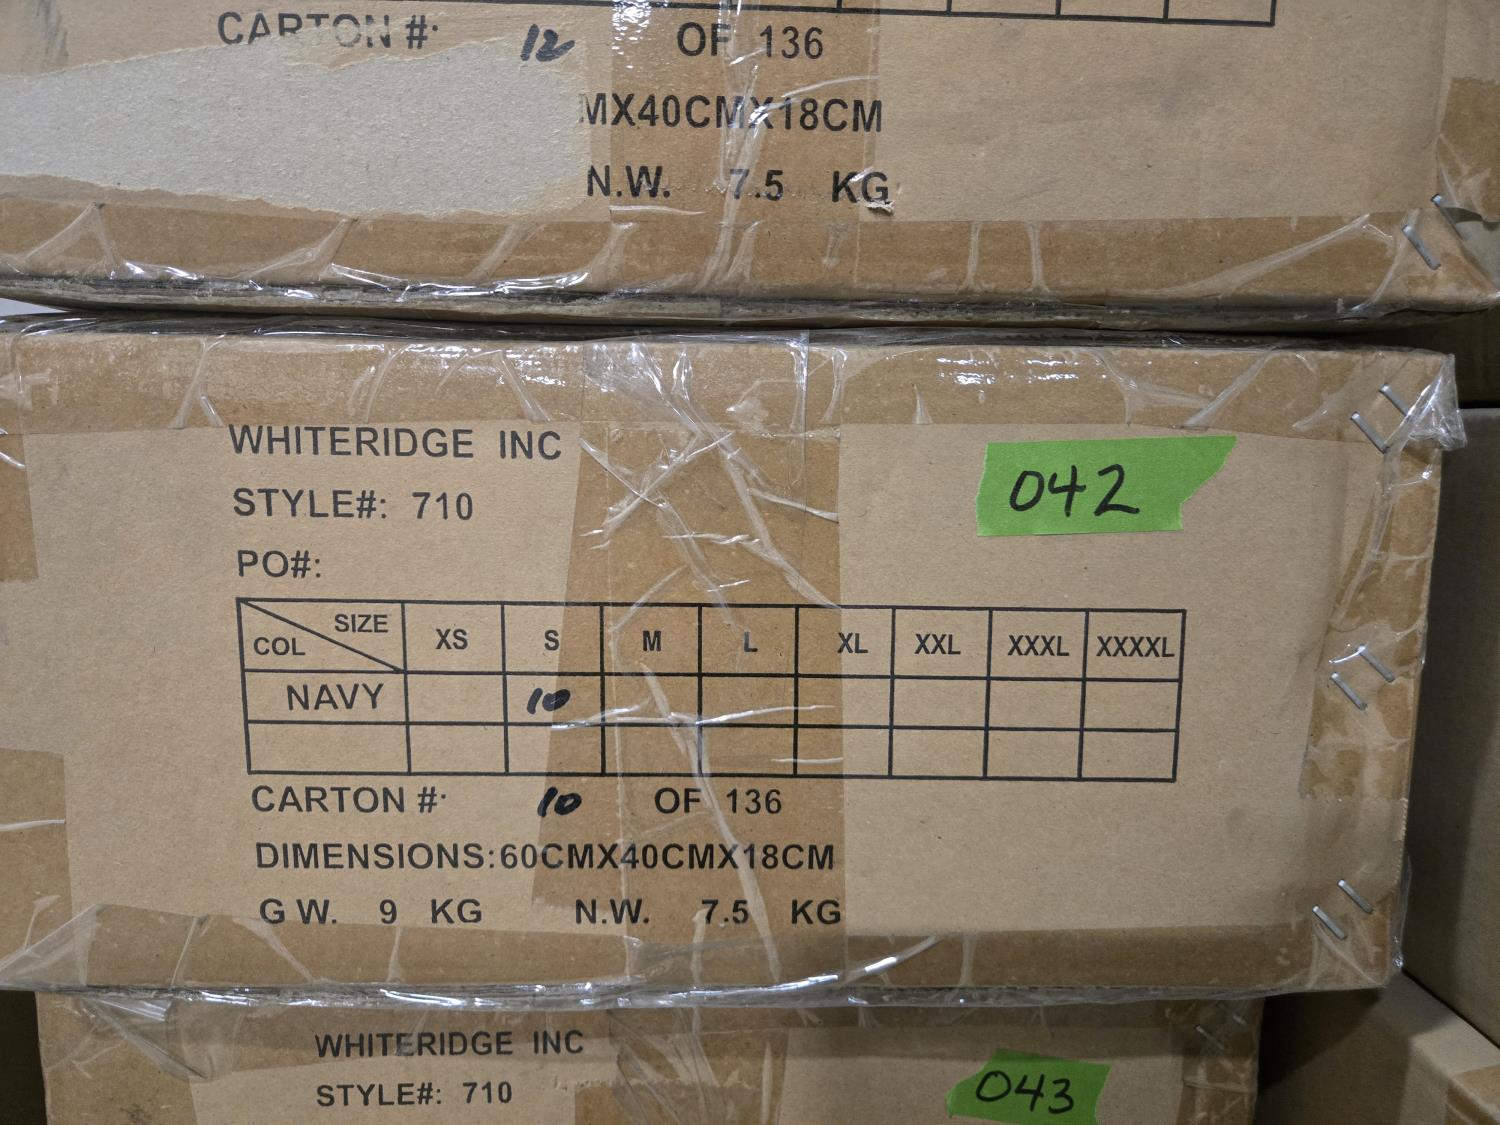 CARTON #: 12 OF 136
MX40CMX18CM
N.W. 7.5 KG
WHITERIDGE INC
042
STYLE#: 710
PO#:
SIZE
COL
XS S M L XL XXL XXXL XXXXL
NAVY 10
CARTON #: 10 OF 136
DIMENSIONS:60CMX40CMX18CM
G W. 9 KG N.W. 7.5 KG
WHITERIDGE INC
STYLE#: 710
043